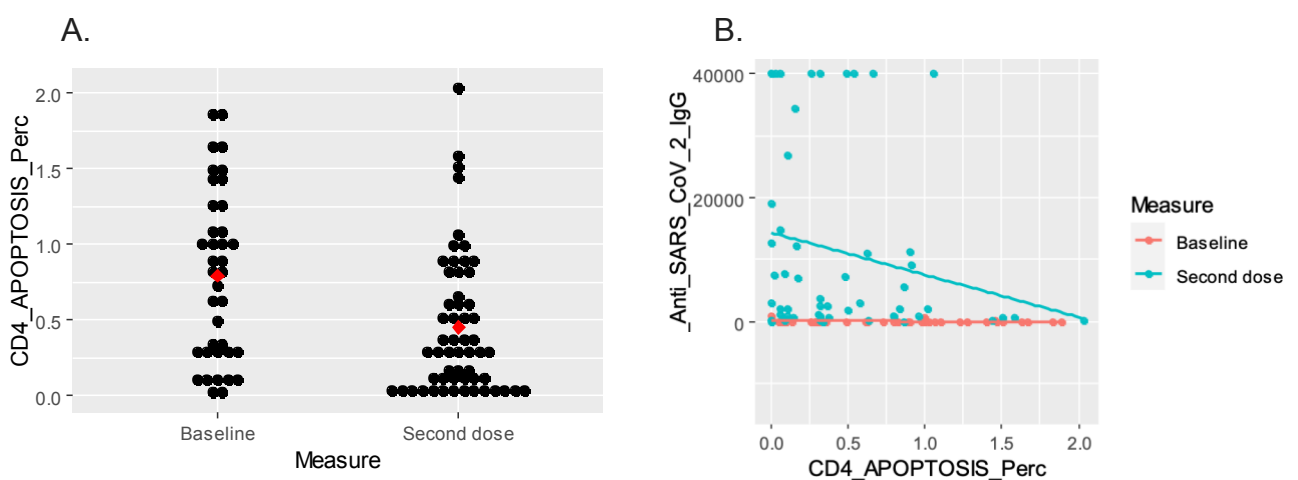 A.
CD4_APOPTOSIS_Perc
2.0
1.5
1.0
0.5
0.0
Baseline
Second dose
Measure
B.
_Anti_SARS_CoV_2_IgG
40000
20000
0
0.0
0.5
1.0
1.5
2.0
CD4_APOPTOSIS_Perc
Measure
Baseline
Second dose